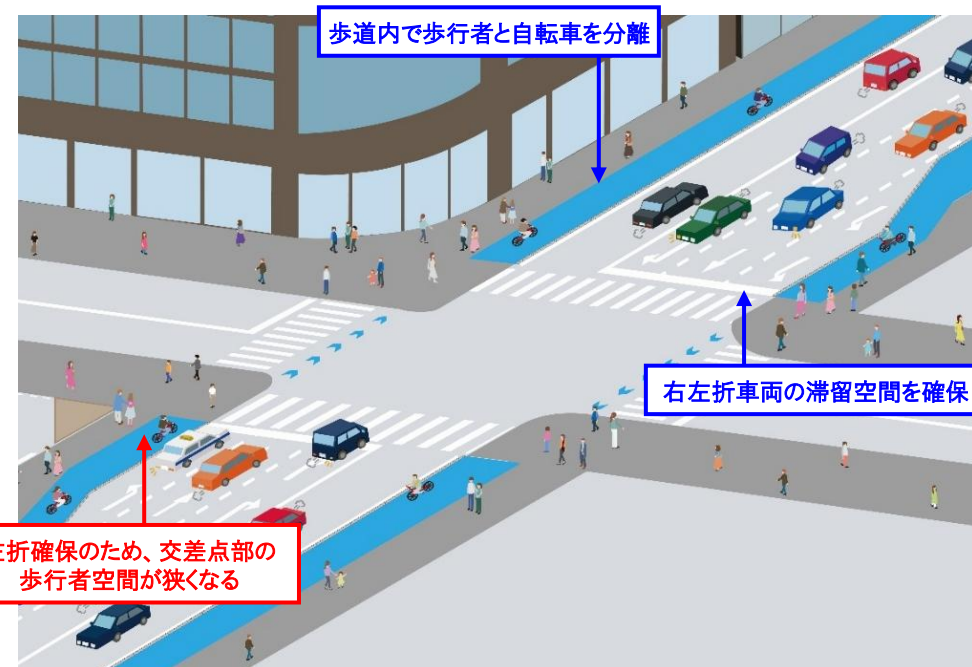 歩道内で歩行者と自転車を分離
右左折車両の滞留空間を確保
左折確保のため、交差点部の
歩行者空間が狭くなる